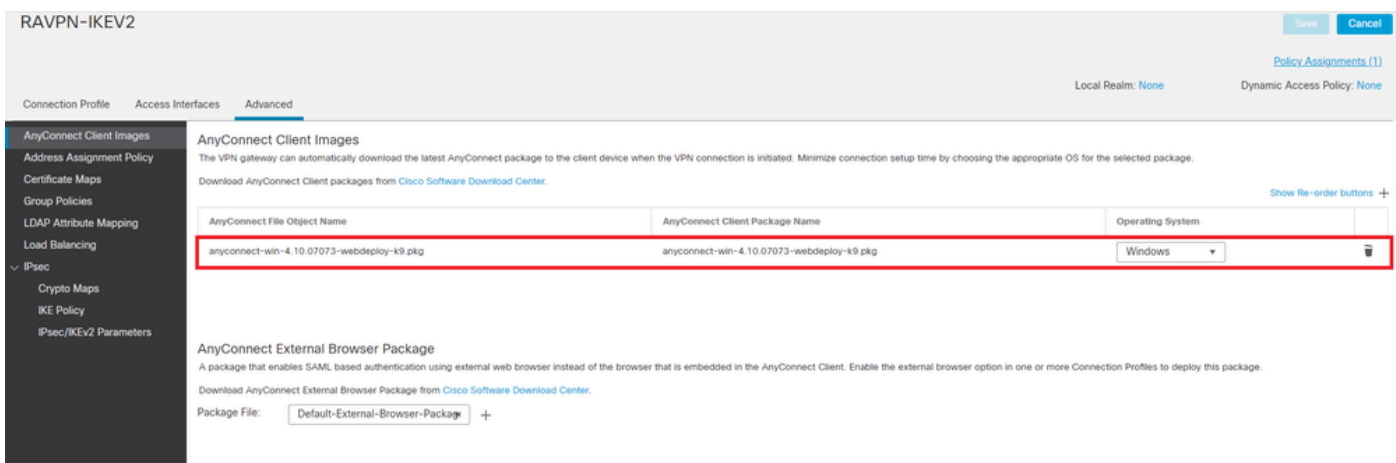 RAVPN-IKEV2
Save Cancel
Policy Assignments (1)
Local Realm: None Dynamic Access Policy: None
Connection Profile Access Interfaces Advanced
AnyConnect Client Images
Address Assignment Policy
Certificate Maps
Group Policies
LDAP Attribute Mapping
Load Balancing
IPsec
Crypto Maps
IKE Policy
IPsec/IKEv2 Parameters
AnyConnect Client Images
The VPN gateway can automatically download the latest AnyConnect package to the client device when the VPN connection is initiated. Minimize connection setup time by choosing the appropriate OS for the selected package.
Download AnyConnect Client packages from Cisco Software Download Center.
Show Re-order buttons
AnyConnect File Object Name AnyConnect Client Package Name Operating System
anyconnect-win-4.10.07073-webdeploy-k9.pkg anyconnect-win-4.10.07073-webdeploy-k9.pkg Windows
AnyConnect External Browser Package
A package that enables SAML based authentication using external web browser instead of the browser that is embedded in the AnyConnect Client. Enable the external browser option in one or more Connection Profiles to deploy this package.
Download AnyConnect External Browser Package from Cisco Software Download Center.
Package File: Default-External-Browser-Package